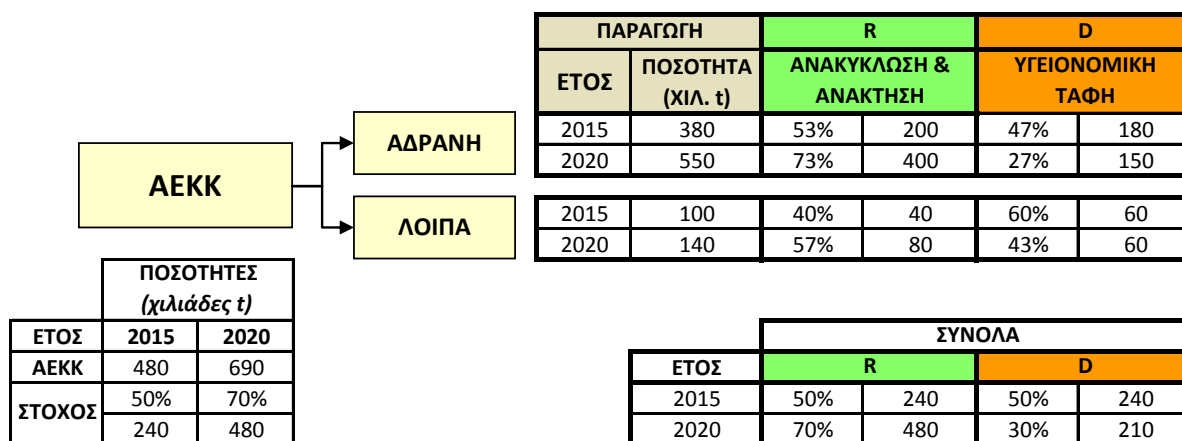 ΠΑΡΑΓΩΓΗ R D
ΕΤΟΣ ΠΟΣΟΤΗΤΑ (ΧΙΛ. t) ΑΝΑΚΥΚΛΩΣΗ & ΑΝΑΚΤΗΣΗ ΥΓΕΙΟΝΟΜΙΚΗ ΤΑΦΗ
ΑΕΚΚ
ΑΔΡΑΝΗ
2015 380 53% 200 47% 180
2020 550 73% 400 27% 150
ΛΟΙΠΑ
2015 100 40% 40 60% 60
2020 140 57% 80 43% 60
ΠΟΣΟΤΗΤΕΣ
(χιλιάδες t)
ΕΤΟΣ 2015 2020
ΑΕΚΚ 480 690
ΣΤΟΧΟΣ 50% 70%
240 480
ΣΥΝΟΛΑ
ΕΤΟΣ R D
2015 50% 240 50% 240
2020 70% 480 30% 210